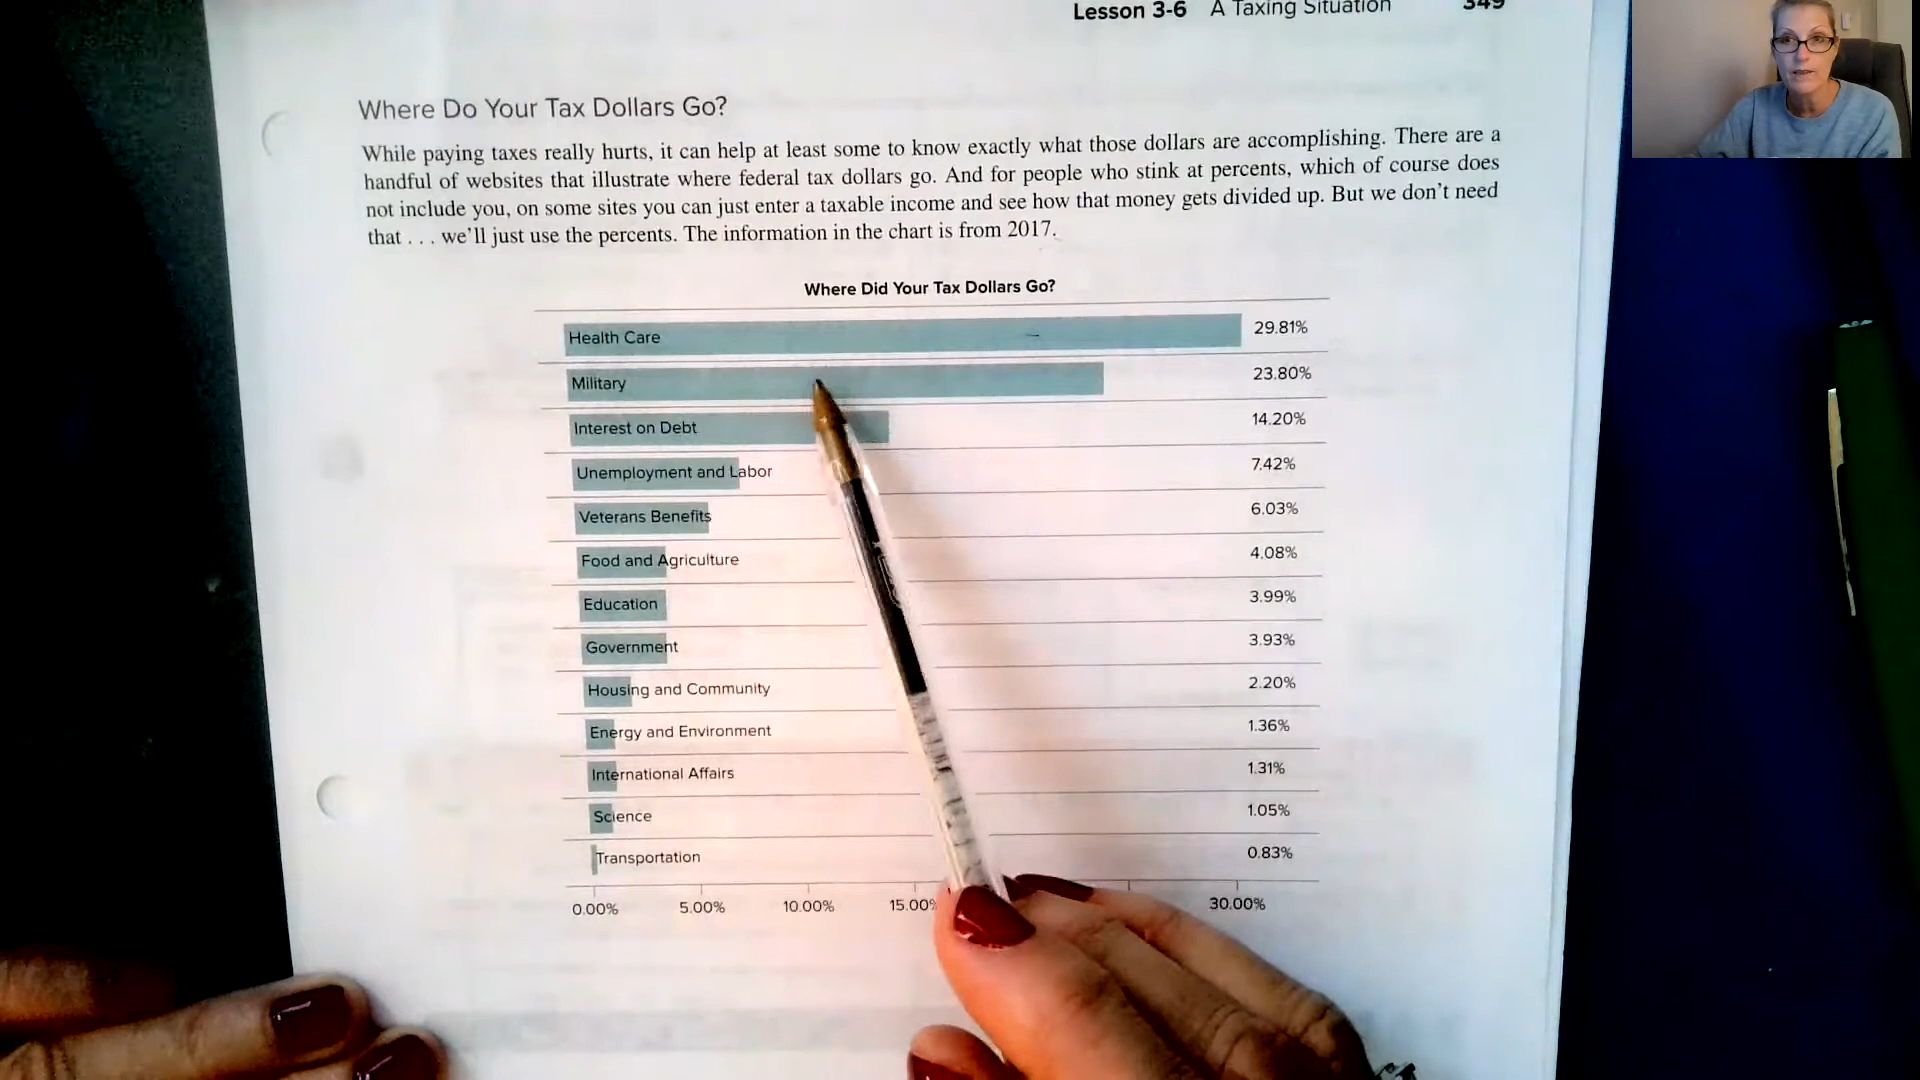 Lesson 3-6 A Taxing Situation 349
Where Do Your Tax Dollars Go?
While paying taxes really hurts, it can help at least some to know exactly what those dollars are accomplishing. There are a
handful of websites that illustrate where federal tax dollars go. And for people who stink at percents, which of course does
not include you, on some sites you can just enter a taxable income and see how that money gets divided up. But we don't need
that . . . we'll just use the percents. The information in the chart is from 2017.
Where Did Your Tax Dollars Go?
Health Care 29.81%
Military 23.80%
Interest on Debt 14.20%
Unemployment and Labor 7.42%
Veterans Benefits 6.03%
Food and Agriculture 4.08%
Education 3.99%
Government 3.93%
Housing and Community 2.20%
Energy and Environment 1.36%
International Affairs 1.31%
Science 1.05%
Transportation 0.83%
0.00% 5.00% 10.00% 15.00% 30.00%